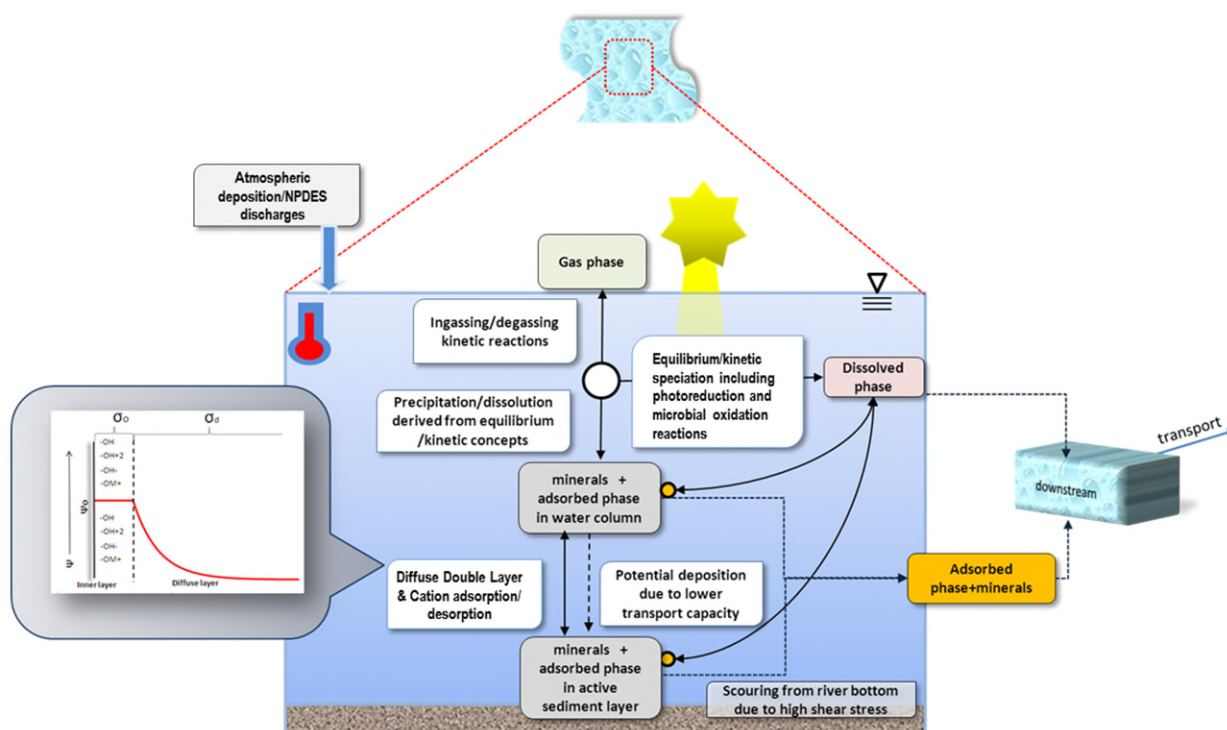 Atmospheric
deposition/NPDES
discharges
Gas phase
Ingassing/degassing
kinetic reactions
Equilibrium/kinetic
speciation including
photoreduction and
microbial oxidation
reactions
Dissolved
phase
Precipitation/dissolution
derived from equilibrium
/kinetic concepts
transport
downstream
minerals +
adsorbed phase
in water column
σO σd
-OH
-OH+2
-OH-
-OM+
-OH
-OH+2
-OH-
-OM+
Ψ ΨO
Inner layer Diffuse layer
Diffuse Double Layer
& Cation adsorption/
desorption
Potential deposition
due to lower
transport capacity
Adsorbed
phase+minerals
minerals +
adsorbed phase
in active
sediment layer
Scouring from river bottom
due to high shear stress